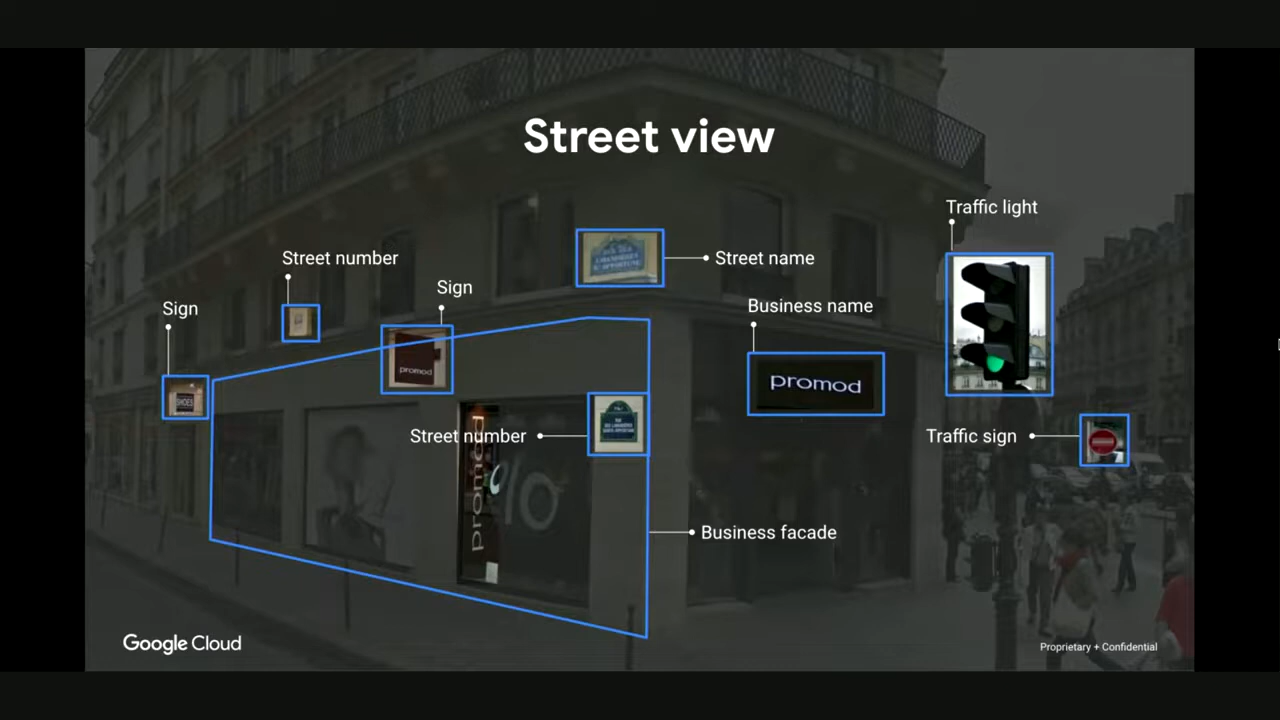 Street view
Traffic light
Street number
Street name
Sign
Sign
Business name
promod
promod
SHOES
Street number
Traffic sign
promod
Business facade
Google Cloud
Proprietary + Confidential